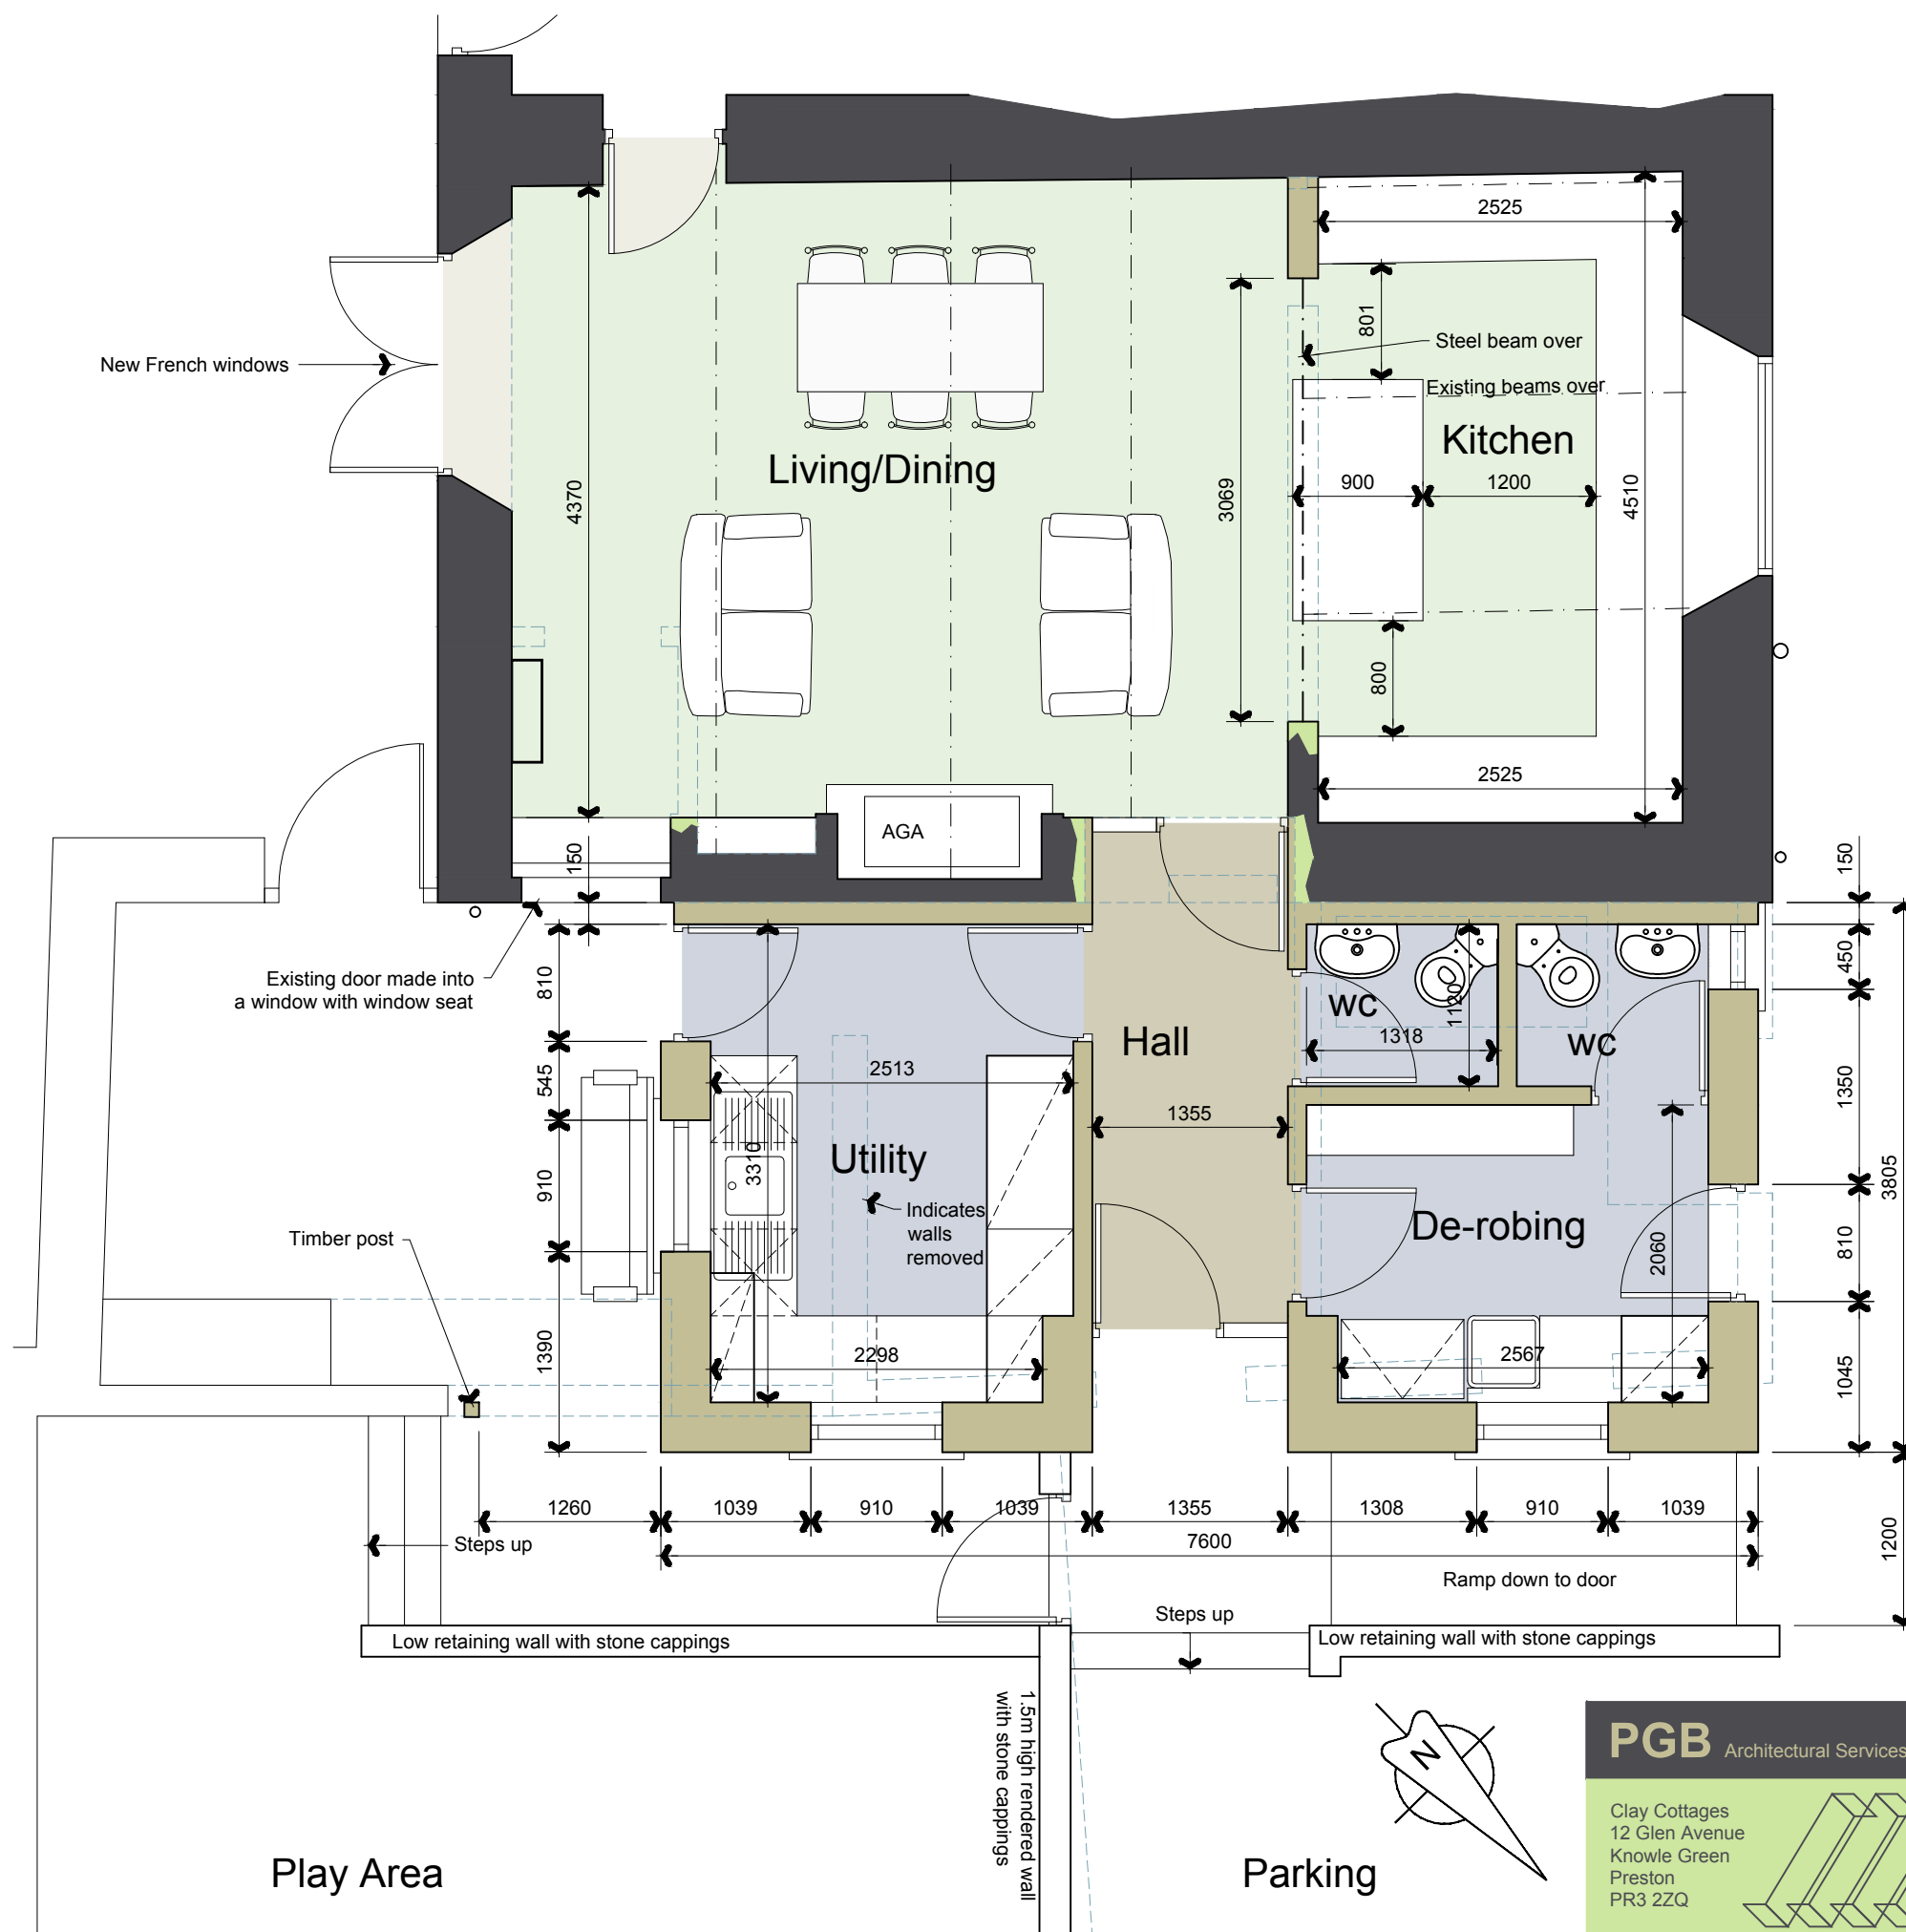 2525
801
Steel beam over
New French windows
Existing beams over
Kitchen
Living/Dining
4370
3069
900
1200
4510
800
2525
AGA
150
150
Existing door made into
a window with window seat
810
450
wc
1120
1318
wc
Hall
545
2513
1355
1350
Utility
3310
910
Indicates
walls
removed
De-robing
2060
810
3805
Timber post
1390
2298
2567
1045
1260
1039
910
1039
1355
1308
910
1039
7600
Steps up
1200
Ramp down to door
Steps up
Low retaining wall with stone cappings
Low retaining wall with stone cappings
1.5m high rendered wall
with stone cappings
N
PGB Architectural Services
Clay Cottages
12 Glen Avenue
Knowle Green
Preston
PR3 2ZQ
Play Area
Parking